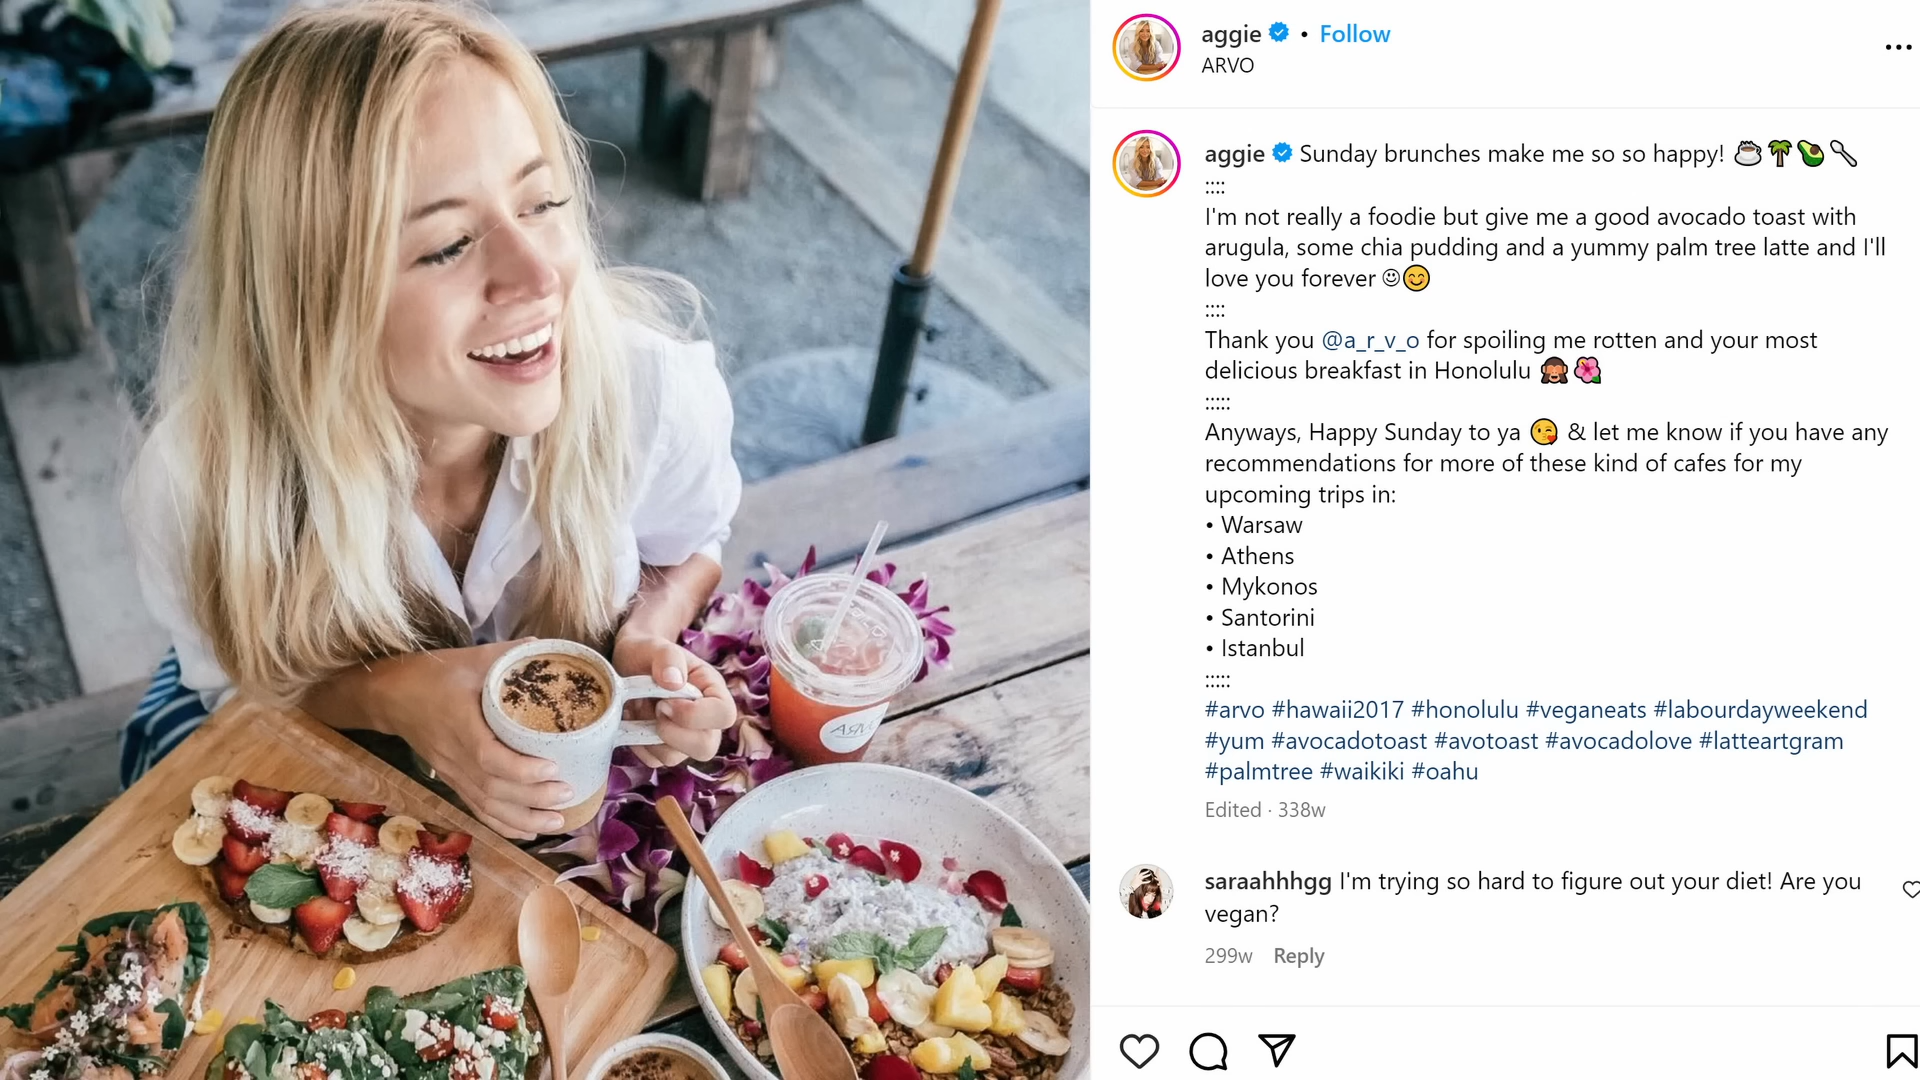 aggie • Follow
ARVO
aggie Sunday brunches make me so so happy! ☕🌴🥑🥄
::::
I'm not really a foodie but give me a good avocado toast with
arugula, some chia pudding and a yummy palm tree latte and I'll
love you forever ☺😊
::::
Thank you @a_r_v_o for spoiling me rotten and your most
delicious breakfast in Honolulu 🙈🌺
:::::
Anyways, Happy Sunday to ya 😘 & let me know if you have any
recommendations for more of these kind of cafes for my
upcoming trips in:
• Warsaw
• Athens
• Mykonos
• Santorini
• Istanbul
:::::
#arvo #hawaii2017 #honolulu #veganeats #labourdayweekend
#yum #avocadotoast #avotoast #avocadolove #latteartgram
#palmtree #waikiki #oahu
Edited · 338w
saraahhhgg I'm trying so hard to figure out your diet! Are you
vegan?
299w Reply
ARVO